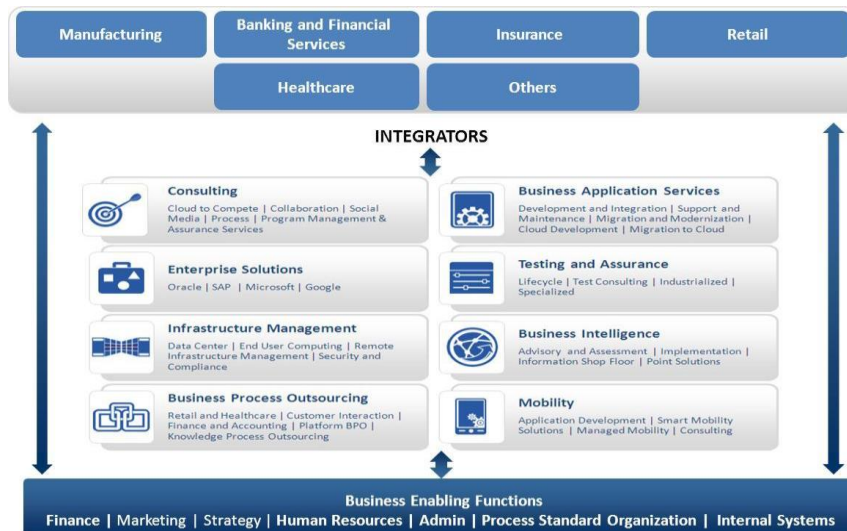 Manufacturing
Banking and Financial
Services
Insurance
Retail
Healthcare
Others
INTEGRATORS
Consulting
Cloud to Compete | Collaboration | Social
Media | Process | Program Management &
Assurance Services
Business Application Services
Development and Integration | Support and
Maintenance | Migration and Modernization |
Cloud Development | Migration to Cloud
Enterprise Solutions
Oracle | SAP | Microsoft | Google
Testing and Assurance
Lifecycle | Test Consulting | Industrialized |
Specialized
Infrastructure Management
Data Center | End User Computing | Remote
Infrastructure Management | Security and
Compliance
Business Intelligence
Advisory and Assessment | Implementation |
Information Shop Floor | Point Solutions
Business Process Outsourcing
Retail and Healthcare | Customer Interaction |
Finance and Accounting | Platform BPO |
Knowledge Process Outsourcing
Mobility
Application Development | Smart Mobility
Solutions | Managed Mobility | Consulting
Business Enabling Functions
Finance | Marketing | Strategy | Human Resources | Admin | Process Standard Organization | Internal Systems